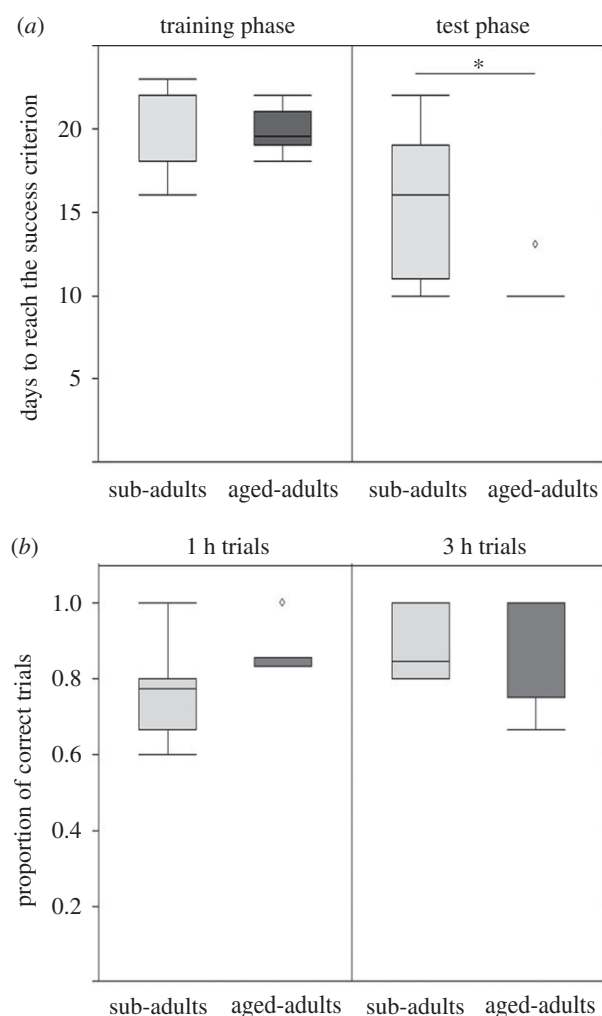 (a) training phase test phase
*
days to reach the success criterion
20
15
10
5
sub-adults aged-adults sub-adults aged-adults
(b) 1 h trials 3 h trials
proportion of correct trials
1.0
0.8
0.6
0.4
0.2
sub-adults aged-adults sub-adults aged-adults